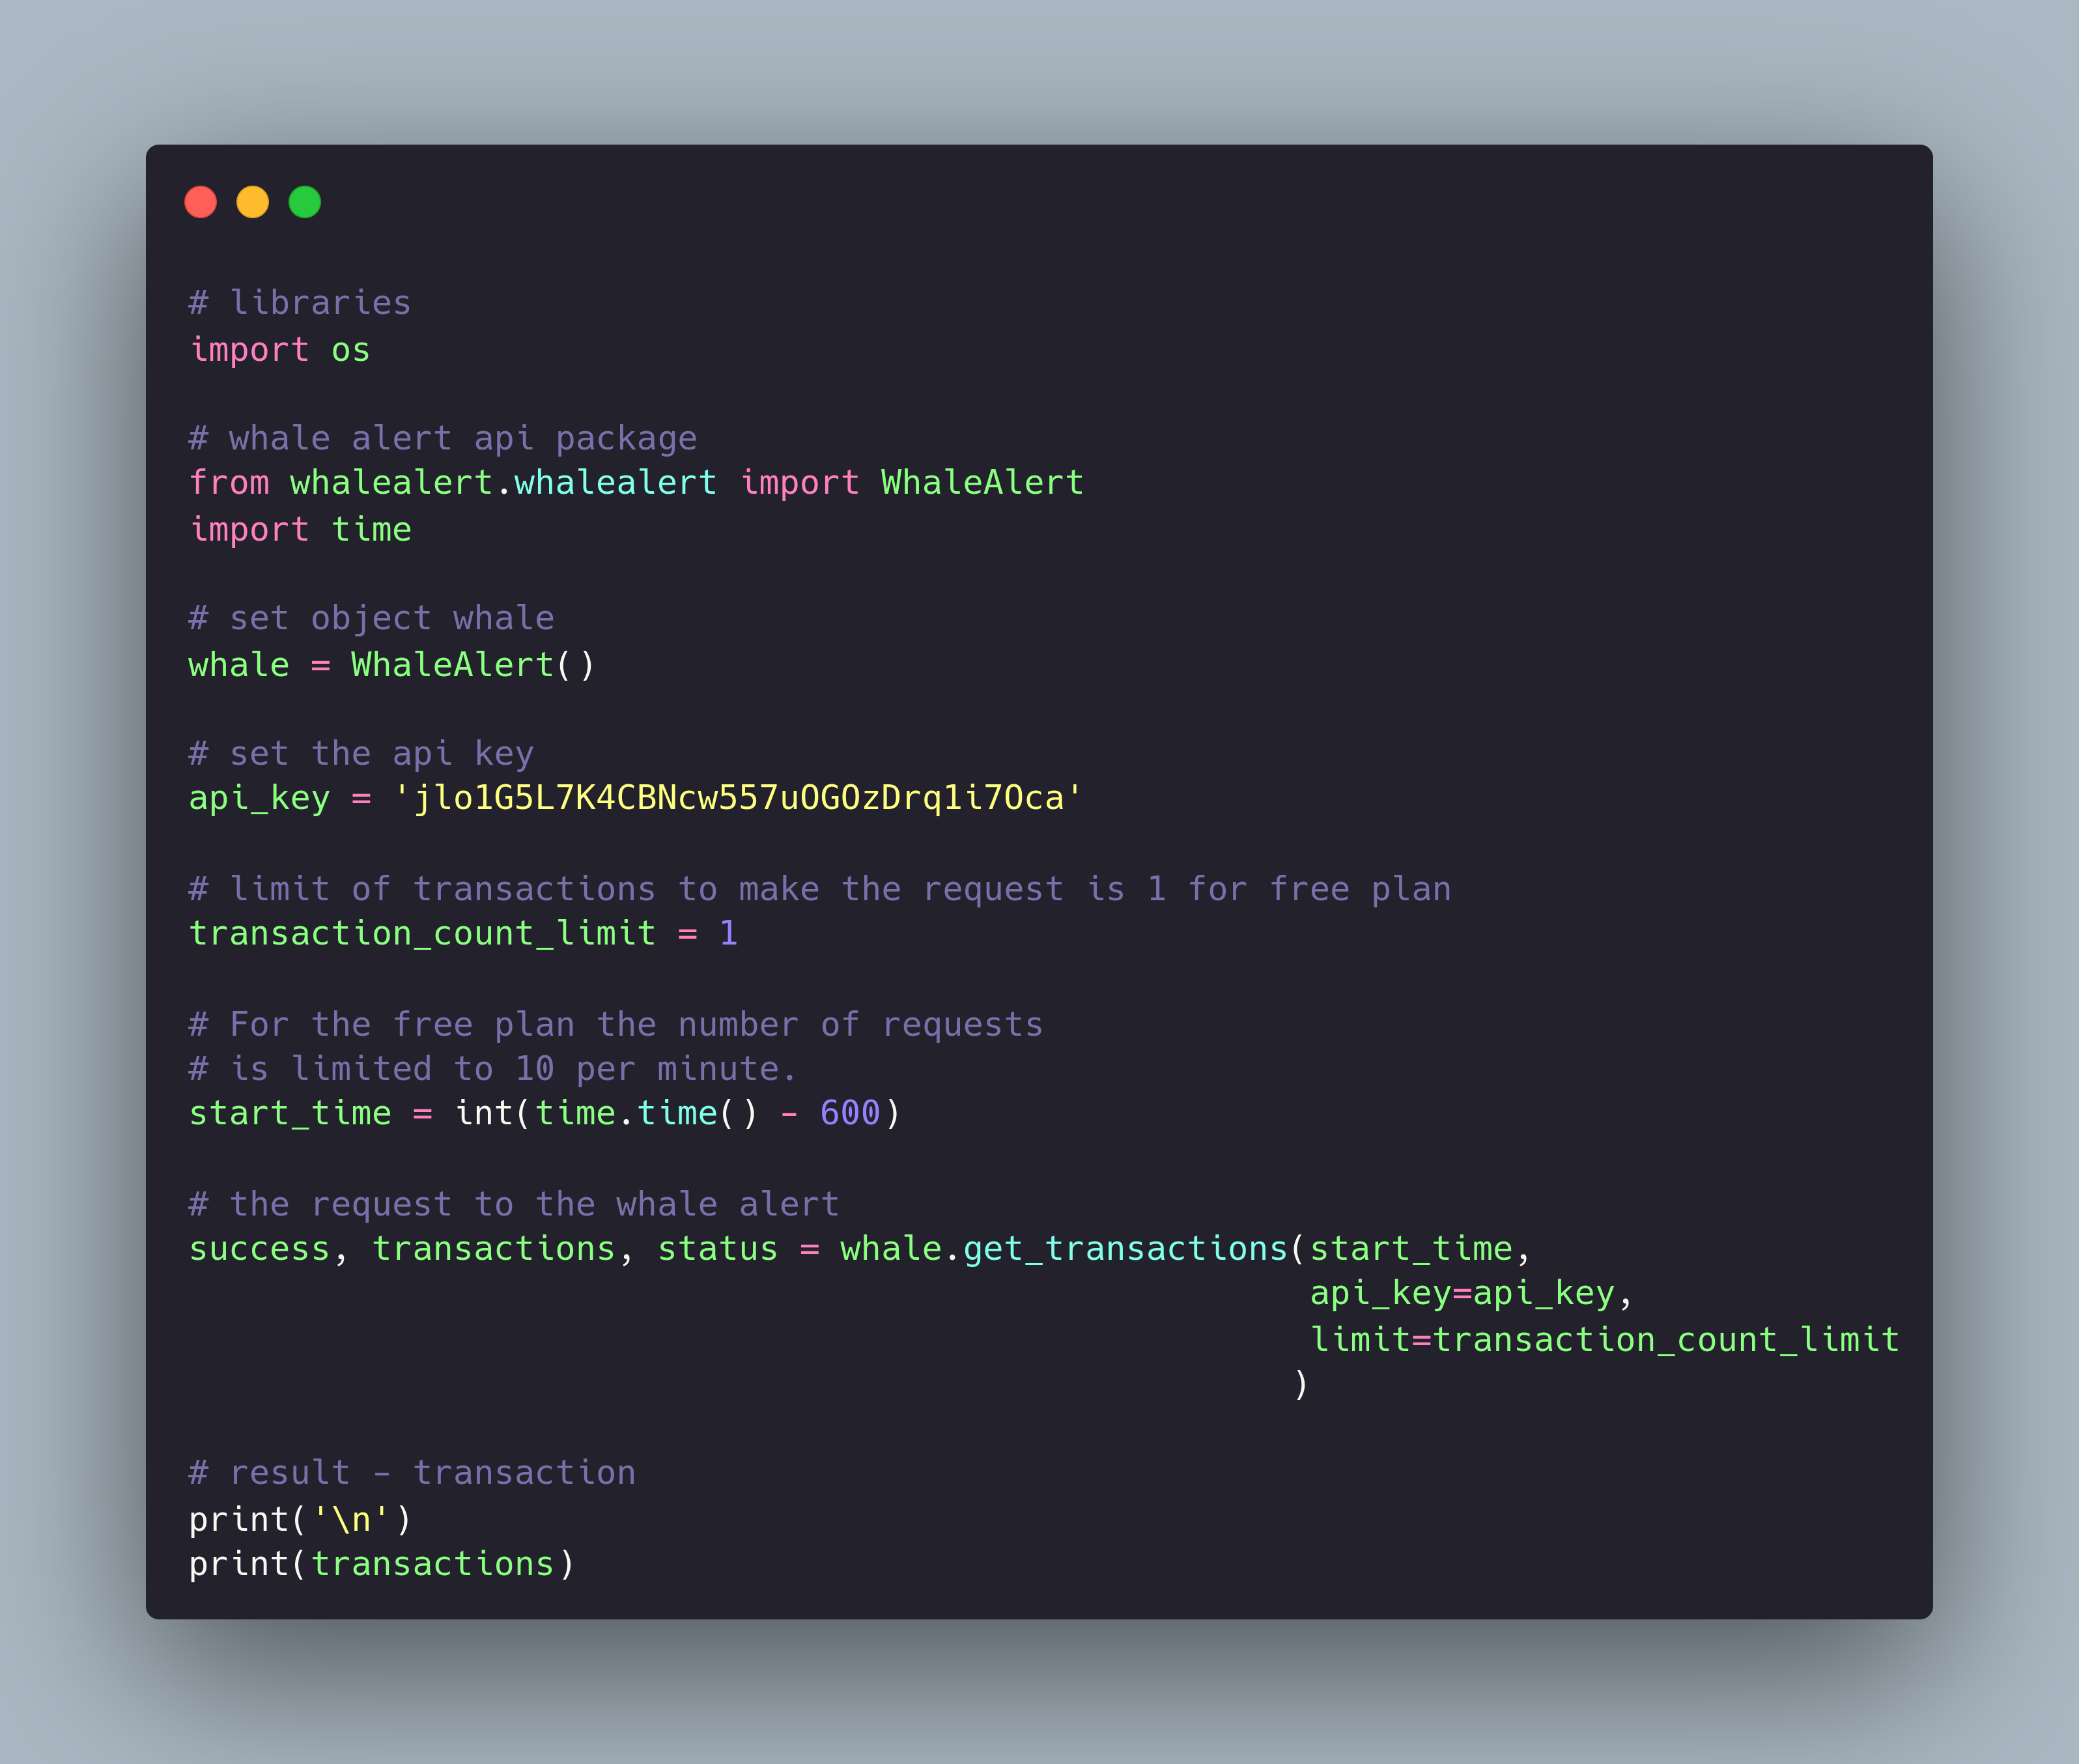 # libraries
import os
# whale alert api package
from whalealert.whalealert import WhaleAlert
import time
# set object whale
whale = WhaleAlert()
# set the api key
api_key = 'jlo1G5L7K4CBNcw557uOGOzDrq1i7Oca'
# limit of transactions to make the request is 1 for free plan
transaction_count_limit = 1
# For the free plan the number of requests
# is limited to 10 per minute.
start_time = int(time.time() - 600)
# the request to the whale alert
success, transactions, status = whale.get_transactions(start_time,
api_key=api_key,
limit=transaction_count_limit
)
# result - transaction
print('\n')
print(transactions)